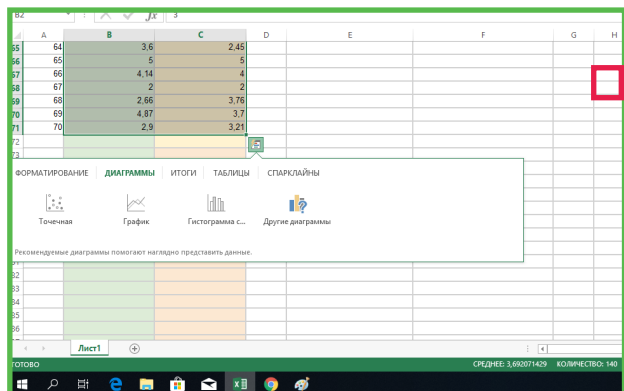 B2 fx 3
A B C D E F G H
65 64 3,6 2,45
66 65 5 5
67 66 4,14 4
68 67 2 2
69 68 2,66 3,76
70 69 4,87 3,7
71 70 2,9 3,21
72
73
ФОРМАТИРОВАНИЕ ДИАГРАММЫ ИТОГИ ТАБЛИЦЫ СПАРКЛАЙНЫ
Точечная График Гистограмма с... Другие диаграммы
Рекомендуемые диаграммы помогают наглядно представить данные.
81
82
83
84
85
86
Лист1
ГОТОВО СРЕДНЕЕ: 3,692071429 КОЛИЧЕСТВО: 140